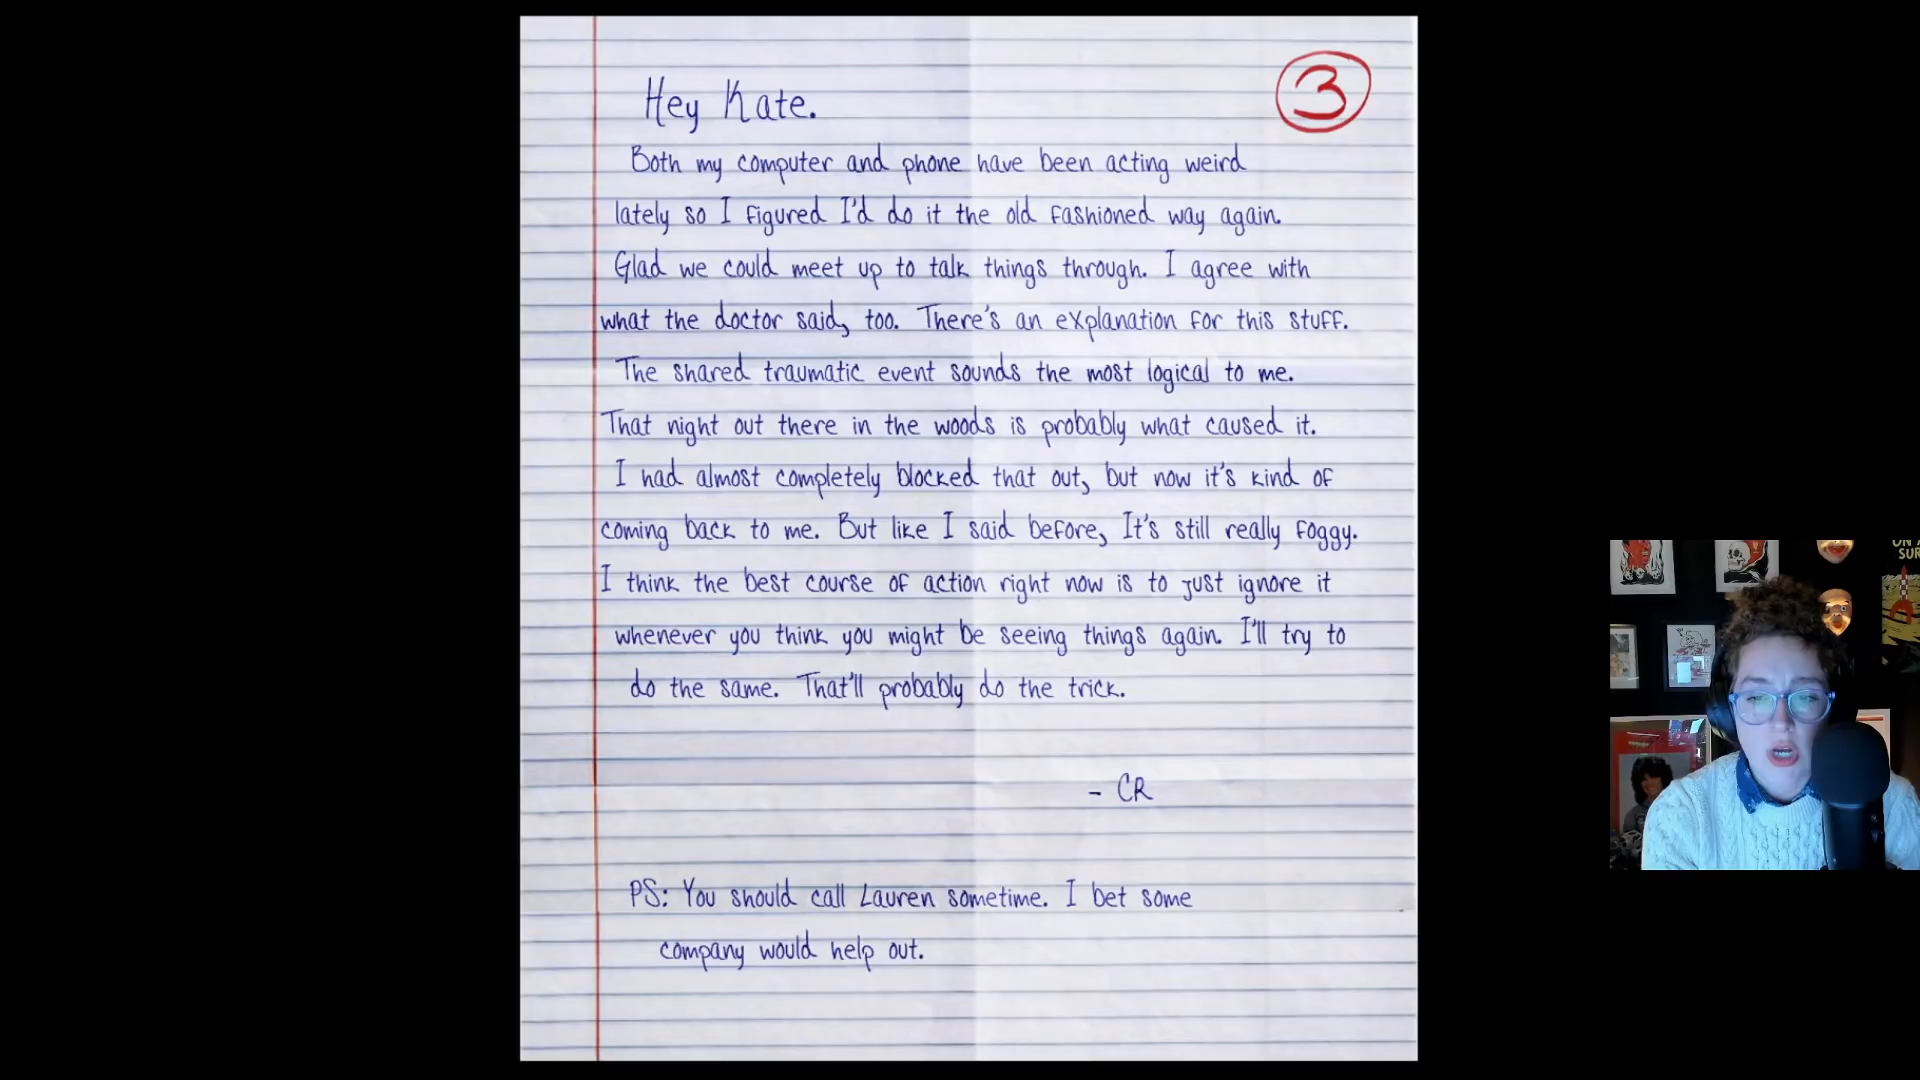 3
Hey Kate.
Both my computer and phone have been acting weird
lately so I figured I'd do it the old fashioned way again.
Glad we could meet up to talk things through. I agree with
what the doctor said, too. There's an explanation for this stuff.
The shared traumatic event sounds the most logical to me.
That night out there in the woods is probably what caused it.
I had almost completely blocked that out, but now it's kind of
coming back to me. But like I said before, It's still really foggy.
I think the best course of action right now is to just ignore it
whenever you think you might be seeing things again. I'll try to
do the same. That'll probably do the trick.
- CR
PS: You should call Lauren sometime. I bet some
company would help out.
ON
SUR